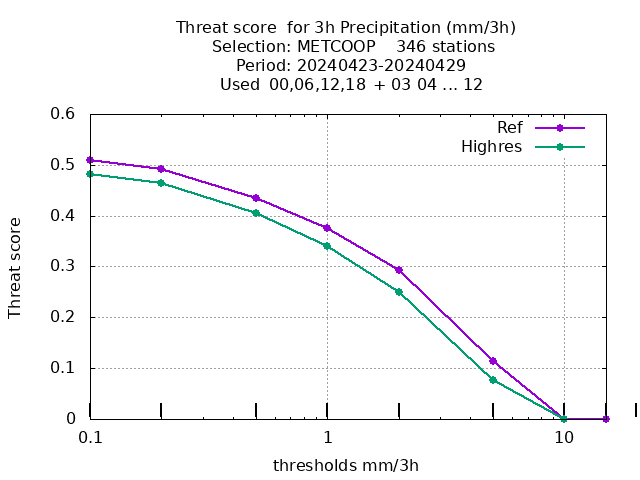 Threat score  for 3h Precipitation (mm/3h)
Selection: METCOOP    346 stations
Period: 20240423-20240429
Used 00,06,12,18 + 03 04 ... 12
0.6
Ref
Highres
0.5
0.4
0.3
0.2
0.1
0
Threat score
0.1
1
10
thresholds mm/3h